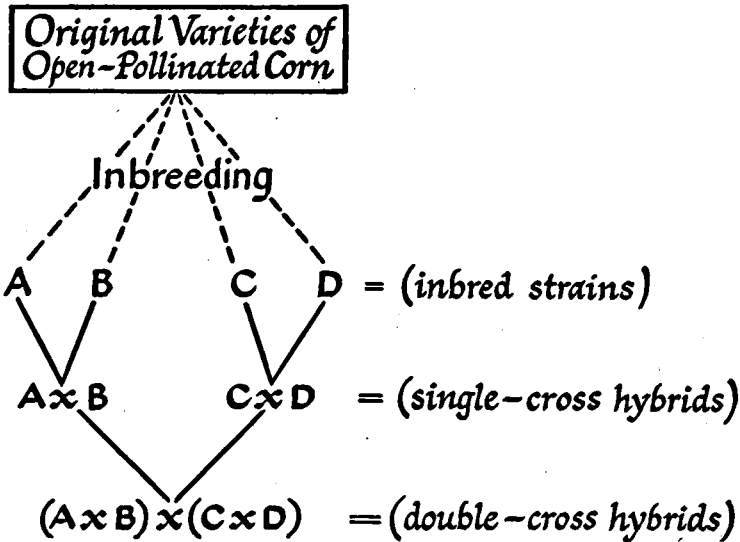 Original Varieties of
Open-Pollinated Corn
Inbreeding
A B C D = (inbred strains)
A x B C x D = (single-cross hybrids)
(A x B) x (C x D) = (double-cross hybrids)